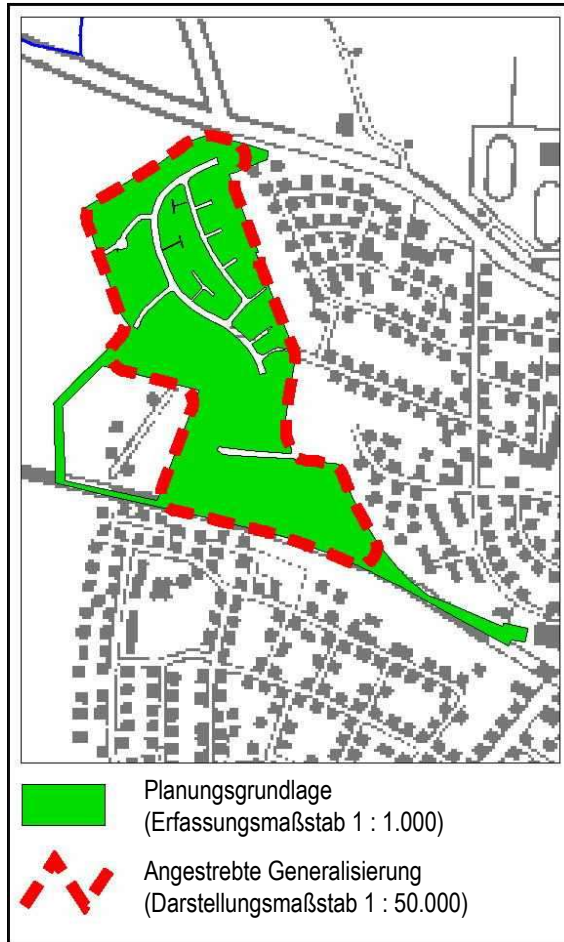 Planungsgrundlage
(Erfassungsmaßstab 1 : 1.000)
Angestrebte Generalisierung
(Darstellungsmaßstab 1 : 50.000)